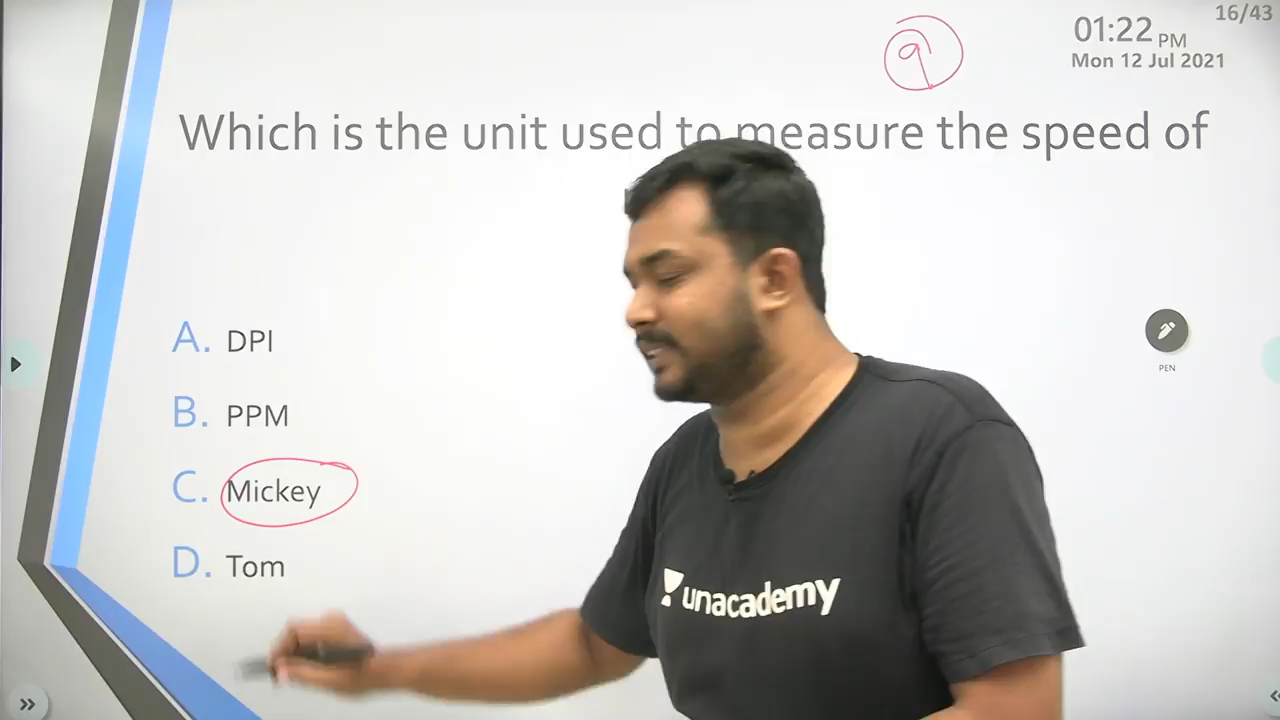 16/43
01:22 PM
Mon 12 Jul 2021
9
Which is the unit used to measure the speed of
A. DPI
B. PPM
C. Mickey
D. Tom
PEN
unacademy